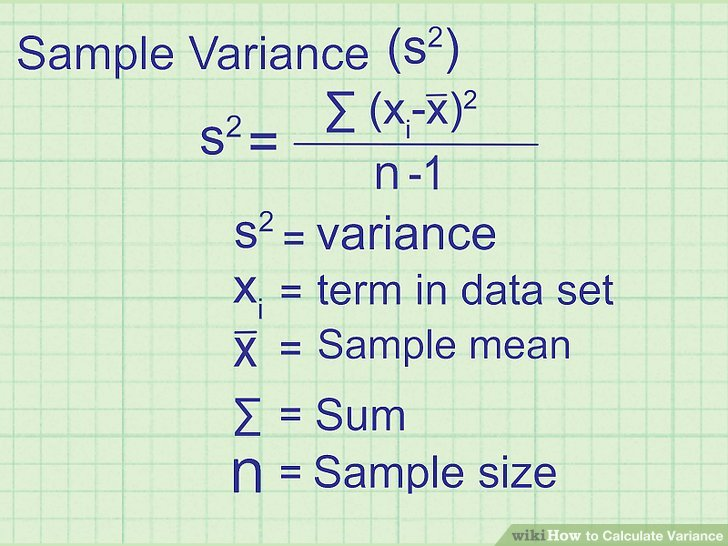 Sample Variance (s²)
s² = ∑ (xᵢ-x̅)² / n -1
s² = variance
xᵢ = term in data set
x̅ = Sample mean
∑ = Sum
n = Sample size
wikiHow to Calculate Variance